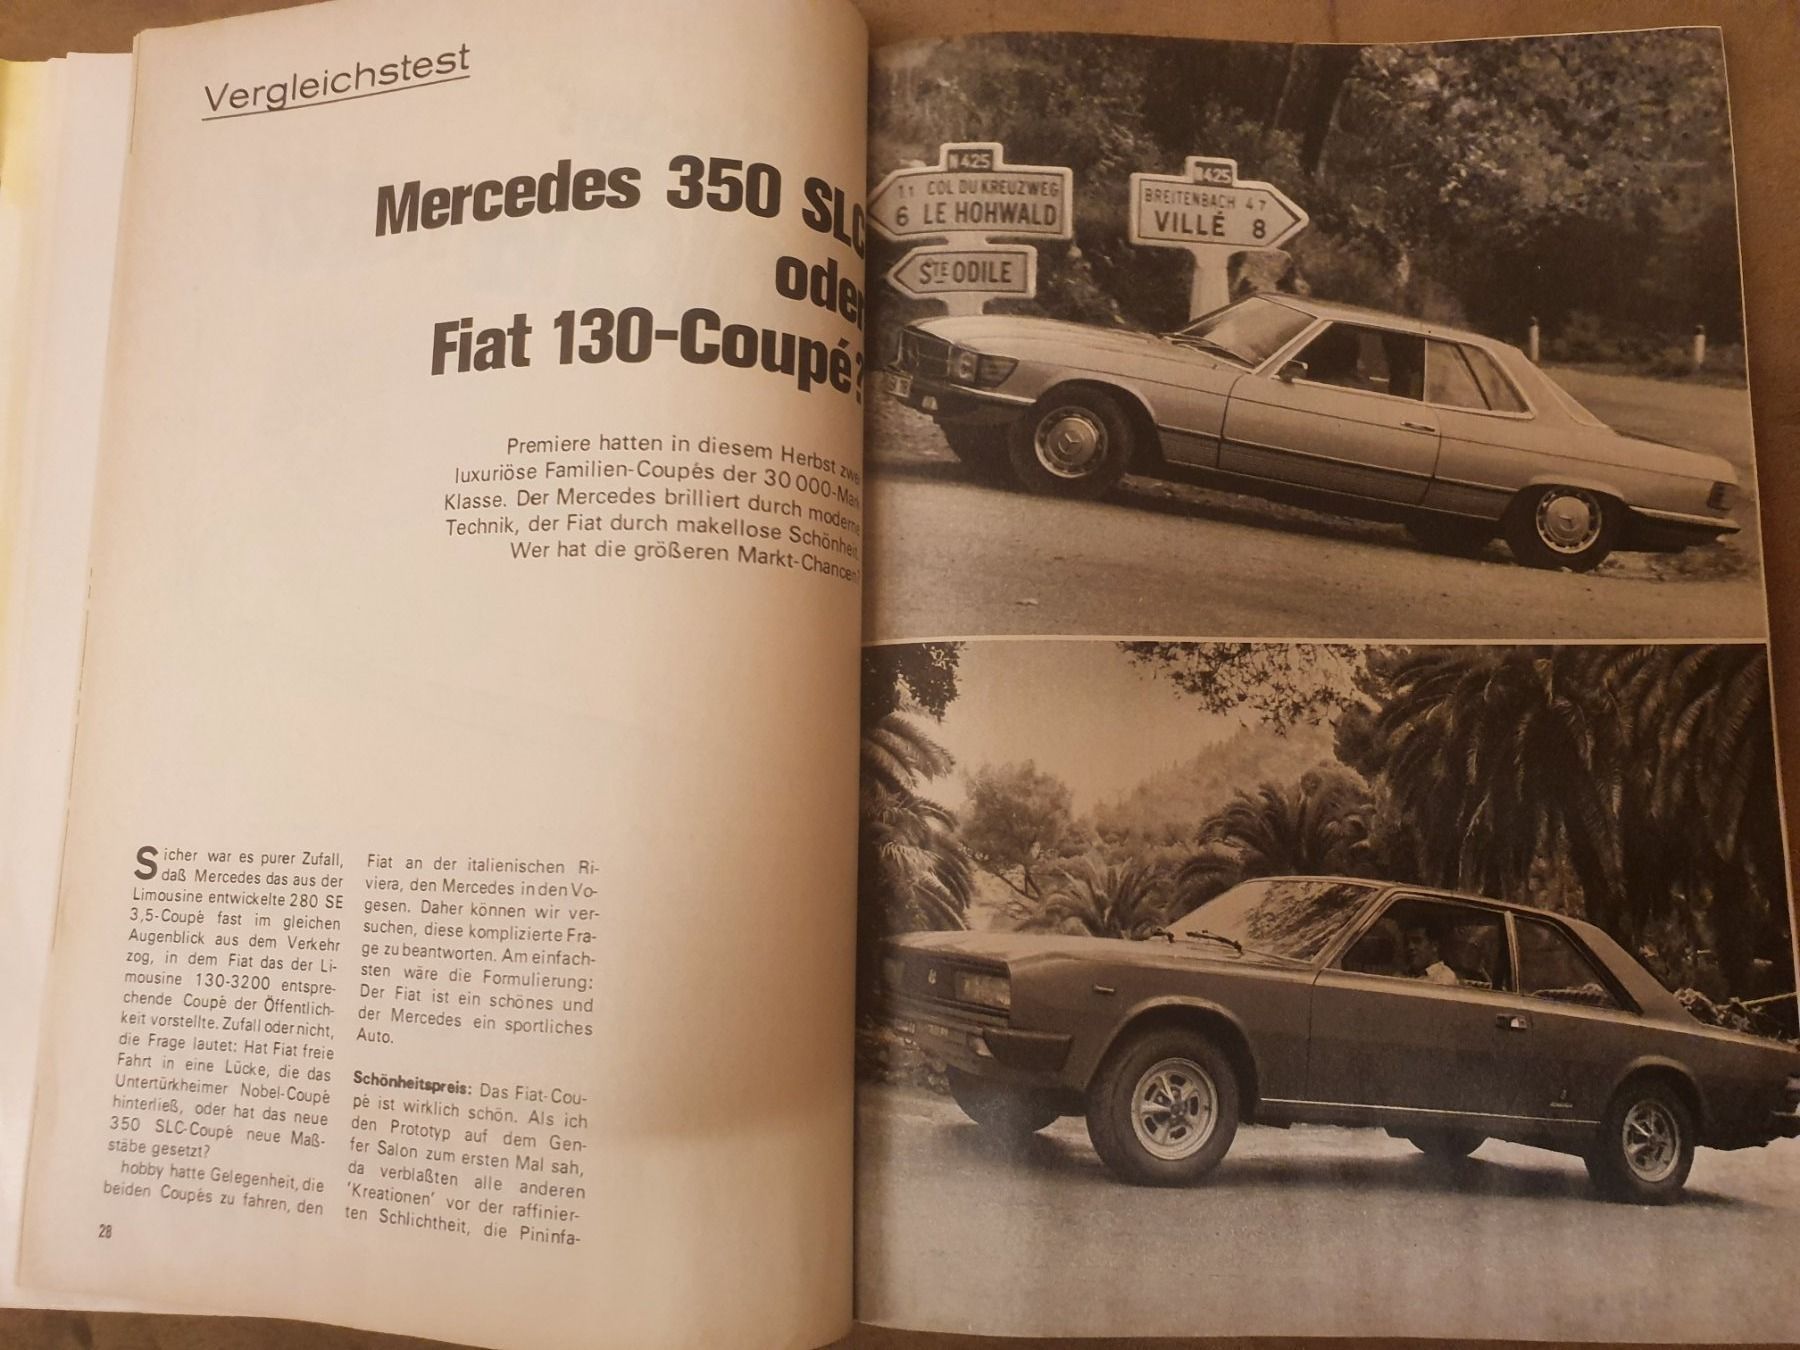 Vergleichstest
Mercedes 350 SLC
oder
Fiat 130-Coupé?
Premiere hatten in diesem Herbst zwei
luxuriöse Familien-Coupés der 30 000-Mark
Klasse. Der Mercedes brilliert durch moderne
Technik, der Fiat durch makellose Schönheit.
Wer hat die größeren Markt-Chancen?
Sicher war es purer Zufall,
daß Mercedes das aus der
Limousine entwickelte 280 SE
3,5-Coupé fast im gleichen
Augenblick aus dem Verkehr
zog, in dem Fiat das der Li-
mousine 130-3200 entspre-
chende Coupé der Öffentlich-
keit vorstellte. Zufall oder nicht,
die Frage lautet: Hat Fiat freie
Fahrt in eine Lücke, die das
Untertürkheimer Nobel-Coupé
hinterließ, oder hat das neue
350 SLC-Coupé neue Maß-
stäbe gesetzt?
hobby hatte Gelegenheit, die
beiden Coupés zu fahren, den
28
Fiat an der italienischen Ri-
viera, den Mercedes in den Vo-
gesen. Daher können wir ver-
suchen, diese komplizierte Fra-
ge zu beantworten. Am einfach-
sten wäre die Formulierung:
Der Fiat ist ein schönes und
der Mercedes ein sportliches
Auto.
Schönheitspreis: Das Fiat-Cou-
pé ist wirklich schön. Als ich
den Prototyp auf dem Gen-
fer Salon zum ersten Mal sah,
da verblaßten alle anderen
'Kreationen' vor der raffinier-
ten Schlichtheit, die Pininfa-
N425
11 COL DU KREUZWEG
6 LE HOHWALD
STE ODILE
N425
BREITENBACH 4 7
VILLÉ 8